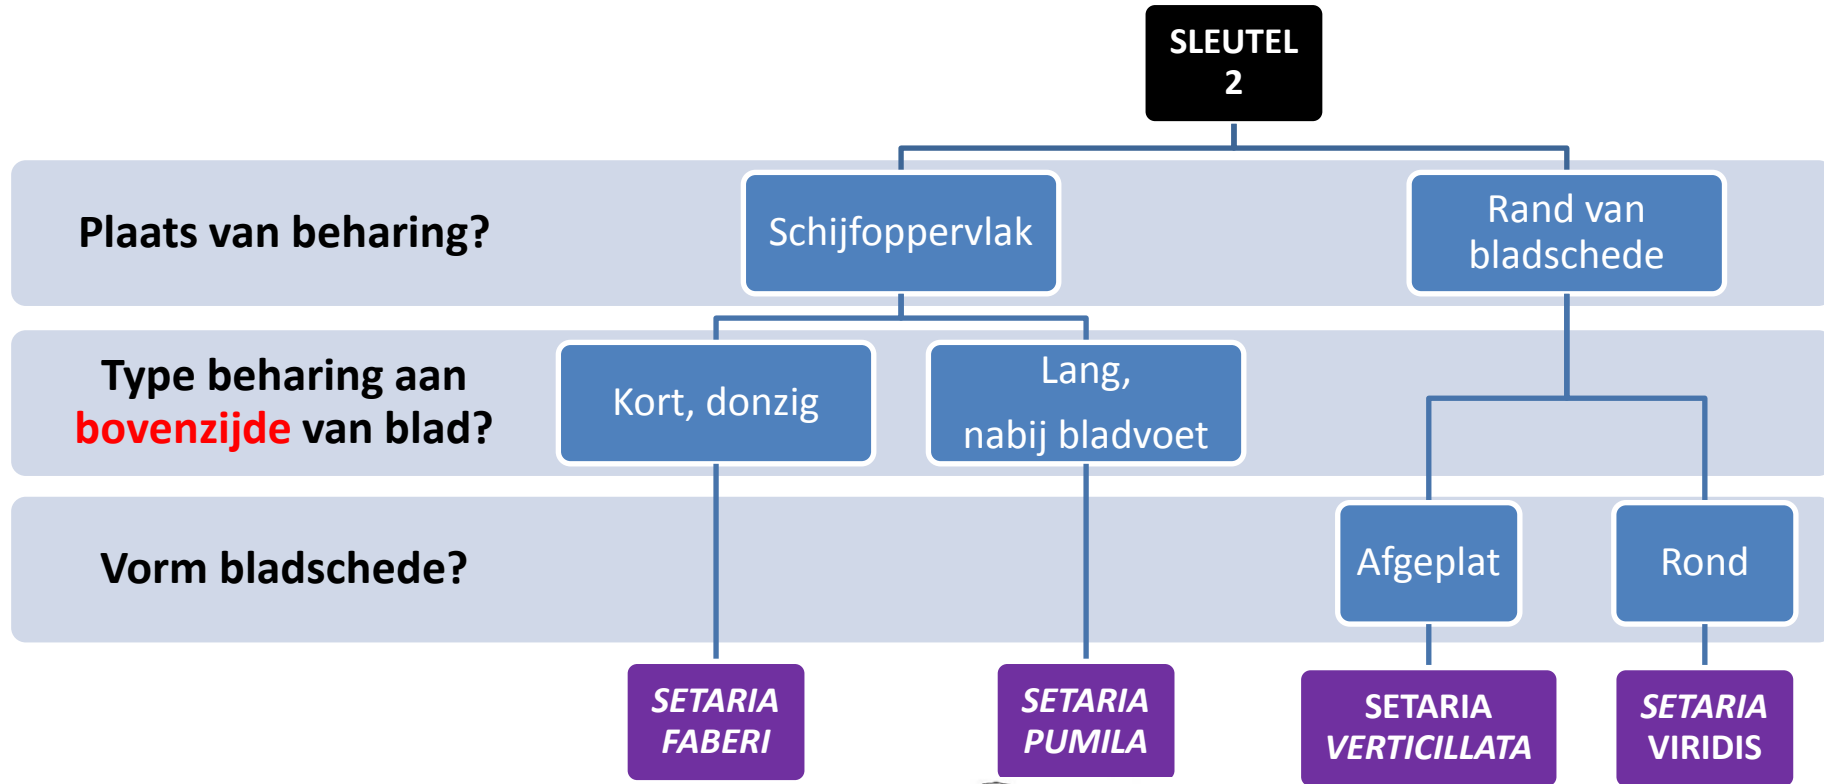 SLEUTEL
2
Plaats van beharing?
Schijfoppervlak
Rand van
bladschede
Type beharing aan
bovenzijde van blad?
Kort, donzig
Lang,
nabij bladvoet
Vorm bladschede?
Afgeplat
Rond
SETARIA
FABERI
SETARIA
PUMILA
SETARIA
VERTICILLATA
SETARIA
VIRIDIS